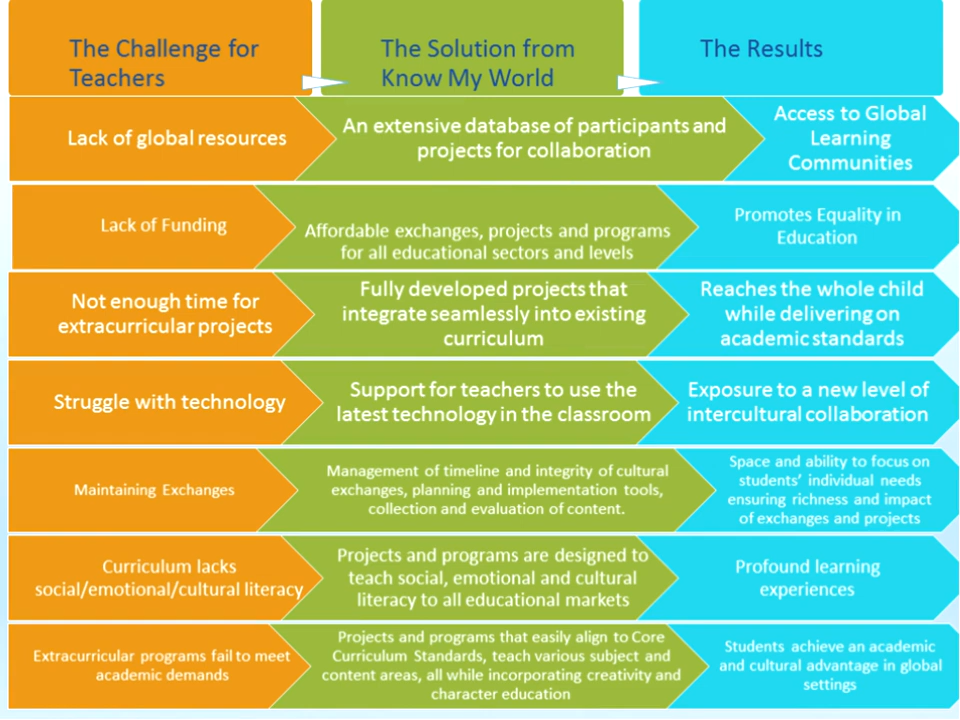 The Challenge for
Teachers
The Solution from
Know My World
The Results
Lack of global resources
An extensive database of participants and
projects for collaboration
Access to Global
Learning
Communities
Lack of Funding
Affordable exchanges, projects and programs
for all educational sectors and levels
Promotes Equality in
Education
Not enough time for
extracurricular projects
Fully developed projects that
integrate seamlessly into existing
curriculum
Reaches the whole child
while delivering on
academic standards
Struggle with technology
Support for teachers to use the
latest technology in the classroom
Exposure to a new level of
intercultural collaboration
Maintaining Exchanges
Management of timeline and integrity of cultural
exchanges, planning and implementation tools,
collection and evaluation of content.
Space and ability to focus on
students' individual needs
ensuring richness and impact
of exchanges and projects
Curriculum lacks
social/emotional/cultural literacy
Projects and programs are designed to
teach social, emotional and cultural
literacy to all educational markets
Profound learning
experiences
Extracurricular programs fail to meet
academic demands
Projects and programs that easily align to Core
Curriculum Standards, teach various subject and
content areas, all while incorporating creativity and
character education
Students achieve an academic
and cultural advantage in global
settings